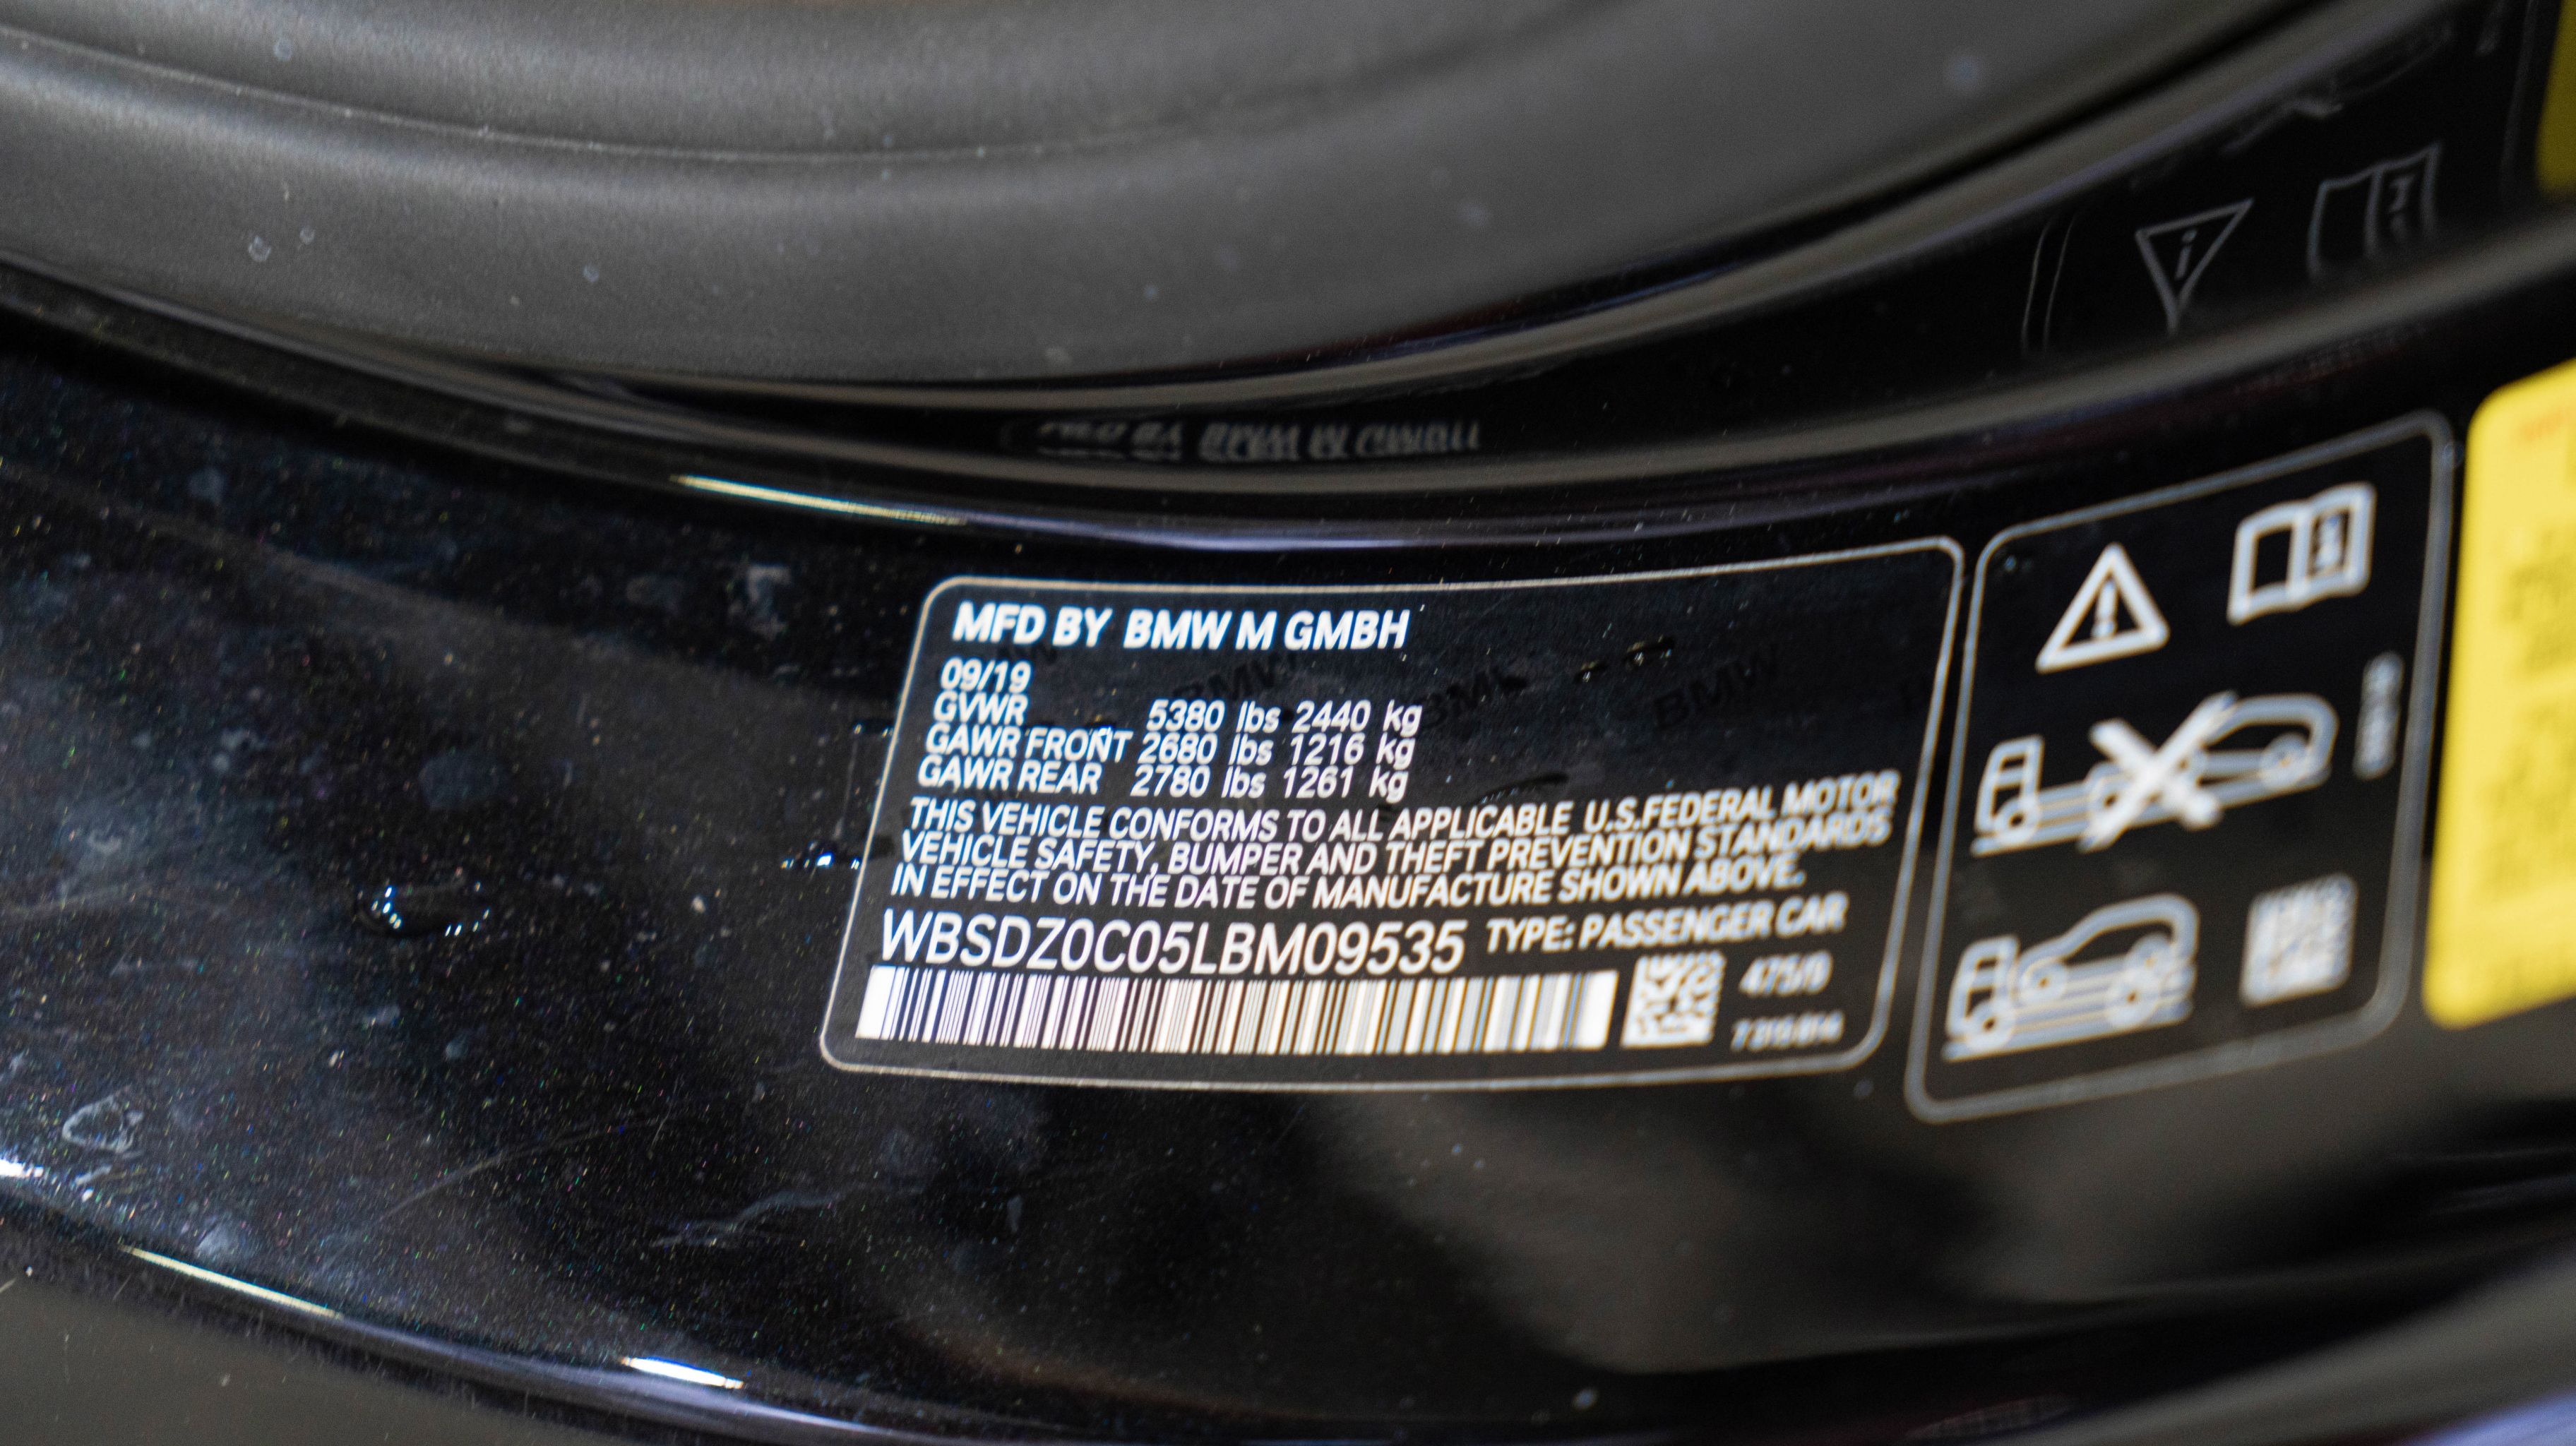 MFD BY BMW M GMBH
09/19
GVWR 5380 lbs 2440 kg
GAWR FRONT 2680 lbs 1216 kg
GAWR REAR 2780 lbs 1261 kg
THIS VEHICLE CONFORMS TO ALL APPLICABLE U.S.FEDERAL MOTOR
VEHICLE SAFETY, BUMPER AND THEFT PREVENTION STANDARDS
IN EFFECT ON THE DATE OF MANUFACTURE SHOWN ABOVE.
WBSDZ0C05LBM09535 TYPE: PASSENGER CAR
475/9